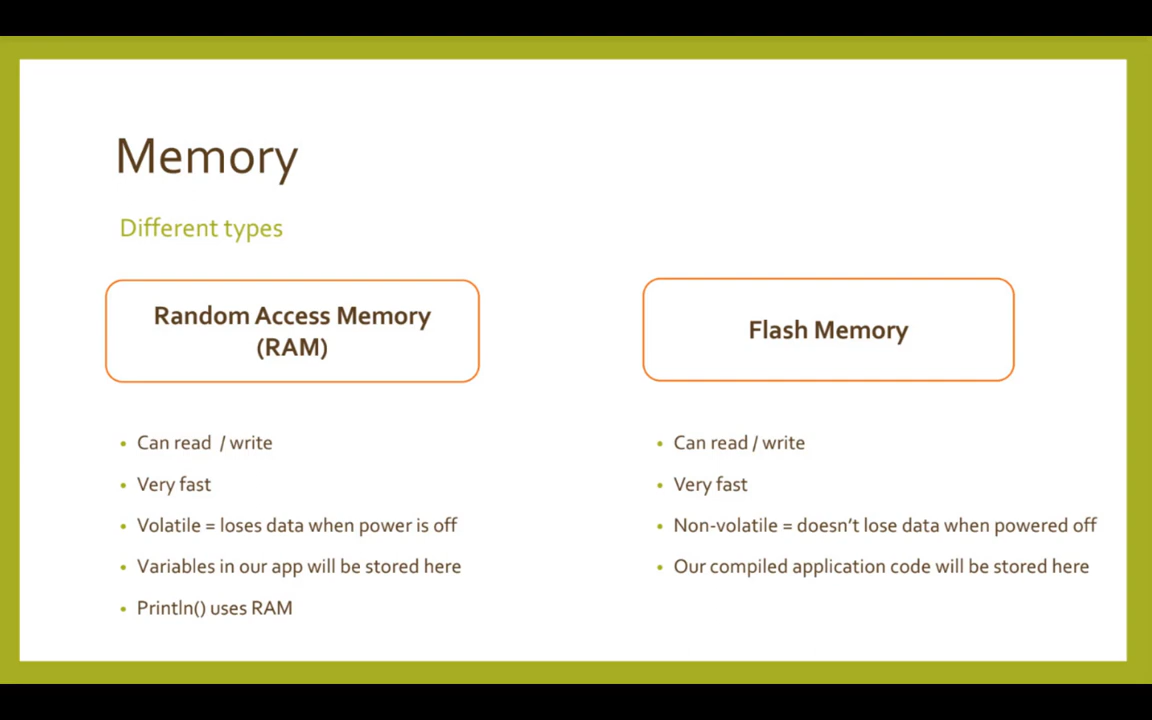 Memory
Different types
Random Access Memory
(RAM)
• Can read / write
• Very fast
• Volatile = loses data when power is off
• Variables in our app will be stored here
• Println() uses RAM
Flash Memory
• Can read / write
• Very fast
• Non-volatile = doesn’t lose data when powered off
• Our compiled application code will be stored here